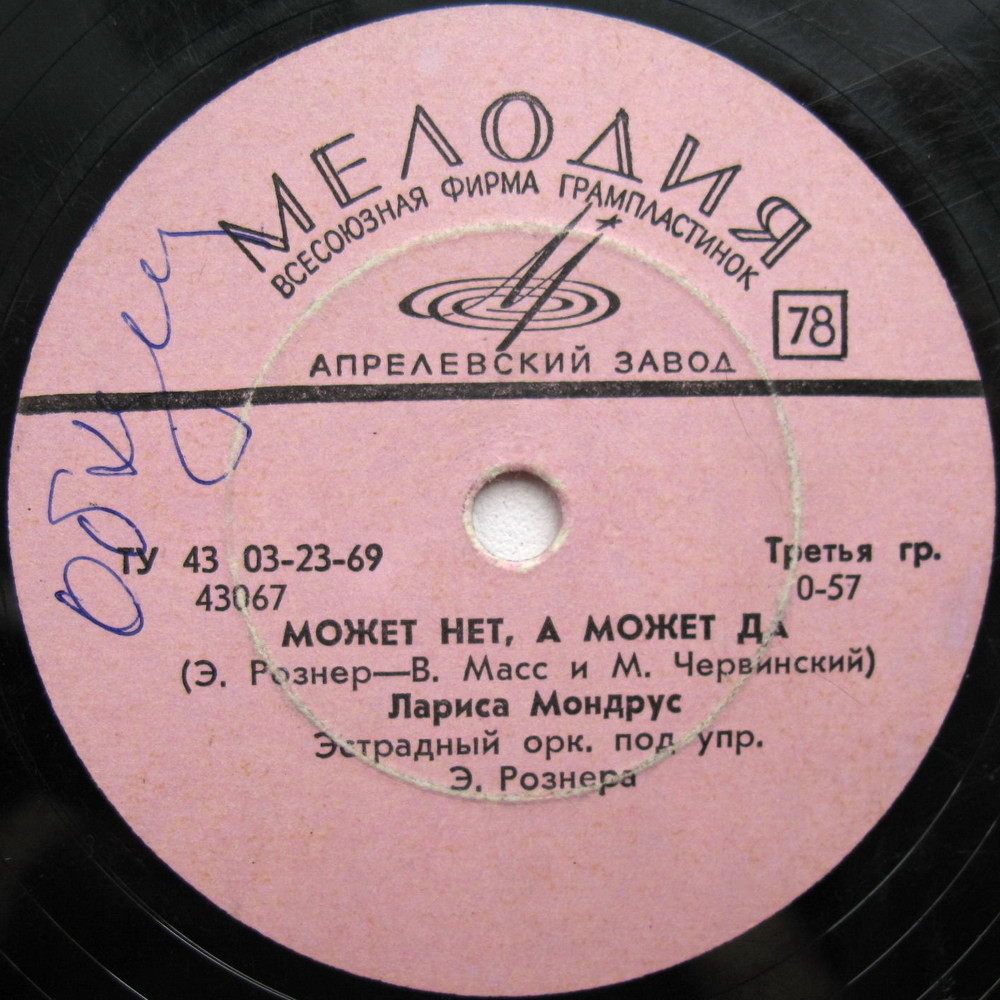 МЕЛОДИЯ
ВСЕСОЮЗНАЯ ФИРМА ГРАМПЛАСТИНОК
78
АПРЕЛЕВСКИЙ ЗАВОД
ТУ 43 03-23-69
Третья гр.
43067
0-57
МОЖЕТ НЕТ, А МОЖЕТ ДА
(Э. Рознер—В. Масс и М. Червинский)
Лариса Мондрус
Эстрадный орк. под упр.
Э. Рознера